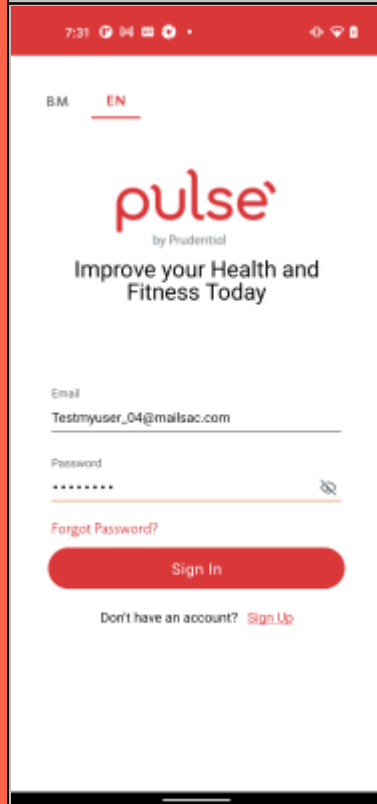 7:31
B.M. EN
pulse
by Prudential
Improve your Health and
Fitness Today
Email
Testmyuser_04@mailsac.com
Password
••••••••
Forgot Password?
Sign In
Don't have an account? Sign Up